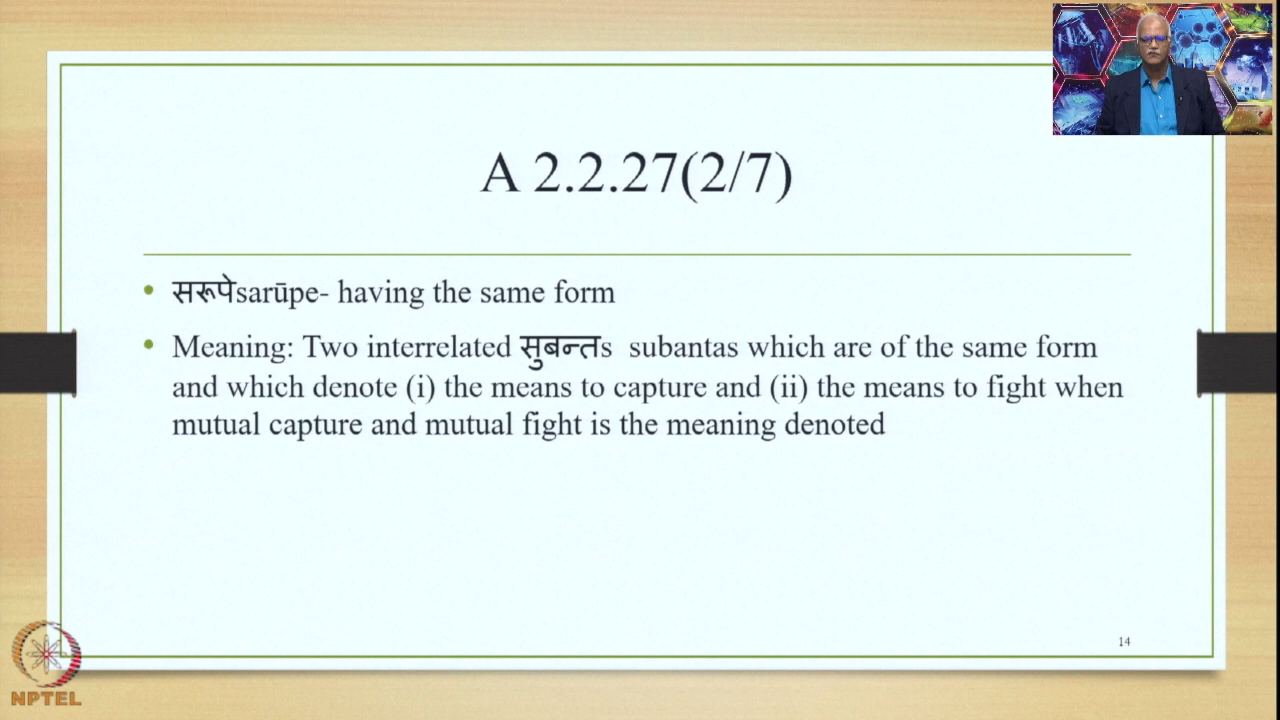 A 2.2.27(2/7)
• सरूपेsarūpe- having the same form
• Meaning: Two interrelated सुबन्तs subantas which are of the same form
and which denote (i) the means to capture and (ii) the means to fight when
mutual capture and mutual fight is the meaning denoted
14
NPTEL